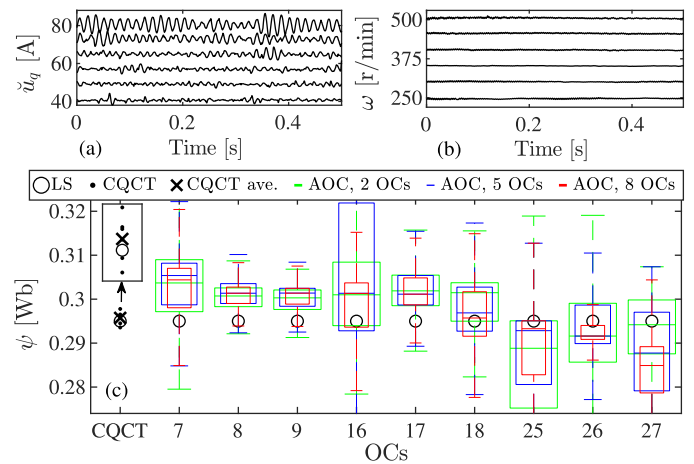 80
60
40
ŭq [A]
0
0.2
0.4
Time [s]
(a)
500
375
250
ω [r/min]
0
0.2
0.4
Time [s]
(b)
LS CQCT CQCT ave. AOC, 2 OCs AOC, 5 OCs AOC, 8 OCs
0.32
0.31
0.3
0.29
0.28
ψ [Wb]
(c)
CQCT 7 8 9 16 17 18 25 26 27
OCs